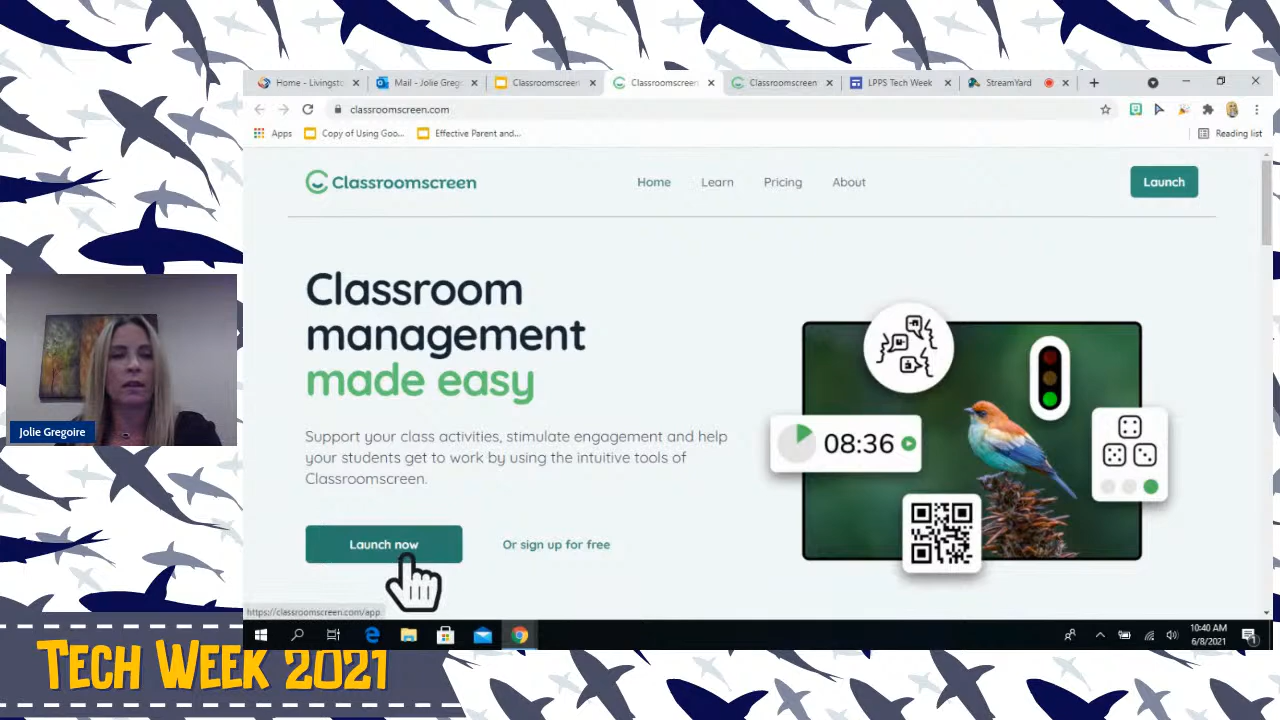 Home - Livingsto
Mail - Jolie Greg
Classroomscreen
Classroomscreen
Classroomscreen
LPPS Tech Week
StreamYard
classroomscreen.com
Apps
Copy of Using Goo...
Effective Parent and...
Reading list
Classroomscreen
Home
Learn
Pricing
About
Launch
Classroom
management
made easy
Support your class activities, stimulate engagement and help
your students get to work by using the intuitive tools of
Classroomscreen.
08:36
Launch now
Or sign up for free
Jolie Gregoire
https://classroomscreen.com/app
10:40 AM
6/8/2021
TECH WEEK 2021